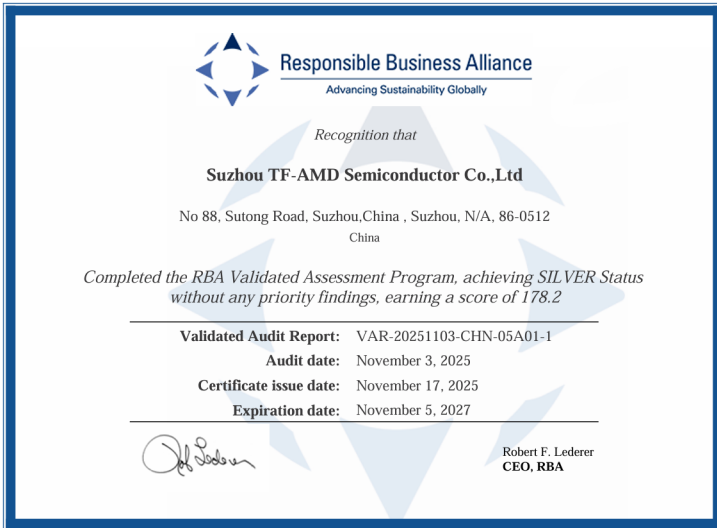 Responsible Business Alliance
Advancing Sustainability Globally
Recognition that
Suzhou TF-AMD Semiconductor Co.,Ltd
No 88, Sutong Road, Suzhou,China , Suzhou, N/A, 86-0512
China
Completed the RBA Validated Assessment Program, achieving SILVER Status
without any priority findings, earning a score of 178.2
Validated Audit Report: VAR-20251103-CHN-05A01-1
Audit date: November 3, 2025
Certificate issue date: November 17, 2025
Expiration date: November 5, 2027
Robert F. Lederer
CEO, RBA